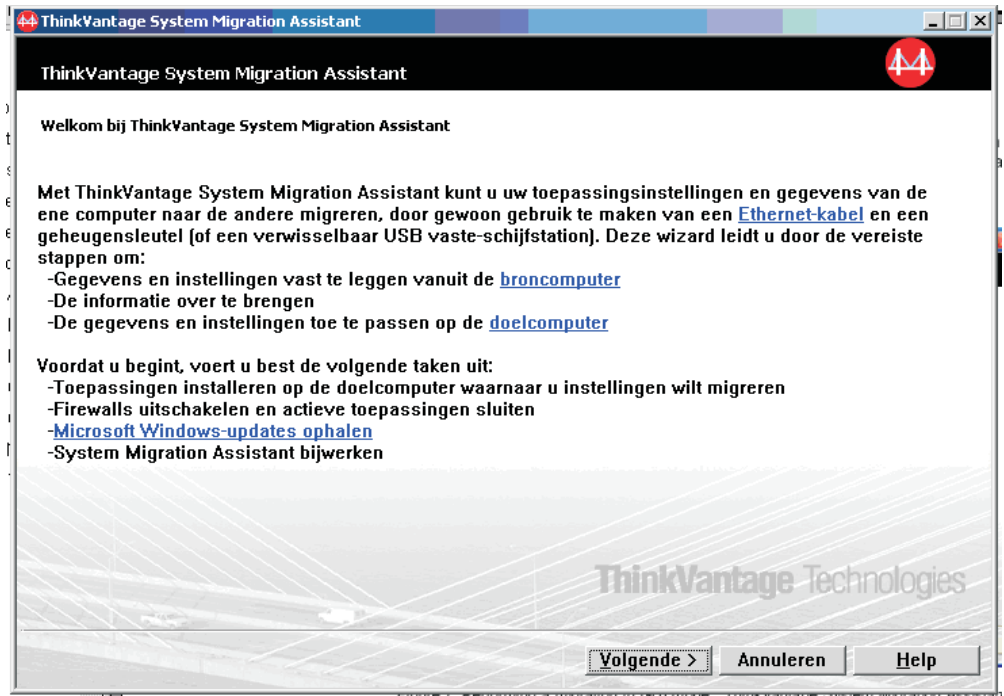 ThinkVantage System Migration Assistant
ThinkVantage System Migration Assistant
Welkom bij ThinkVantage System Migration Assistant
Met ThinkVantage System Migration Assistant kunt u uw toepassingsinstellingen en gegevens van de
ene computer naar de andere migreren, door gewoon gebruik te maken van een Ethernet-kabel en een
geheugensleutel (of een verwisselbaar USB vaste-schijfstation). Deze wizard leidt u door de vereiste
stappen om:
-Gegevens en instellingen vast te leggen vanuit de broncomputer
-De informatie over te brengen
-De gegevens en instellingen toe te passen op de doelcomputer
Voordat u begint, voert u best de volgende taken uit:
-Toepassingen installeren op de doelcomputer waarnaar u instellingen wilt migreren
-Firewalls uitschakelen en actieve toepassingen sluiten
-Microsoft Windows-updates ophalen
-System Migration Assistant bijwerken
ThinkVantage Technologies
Volgende > Annuleren Help